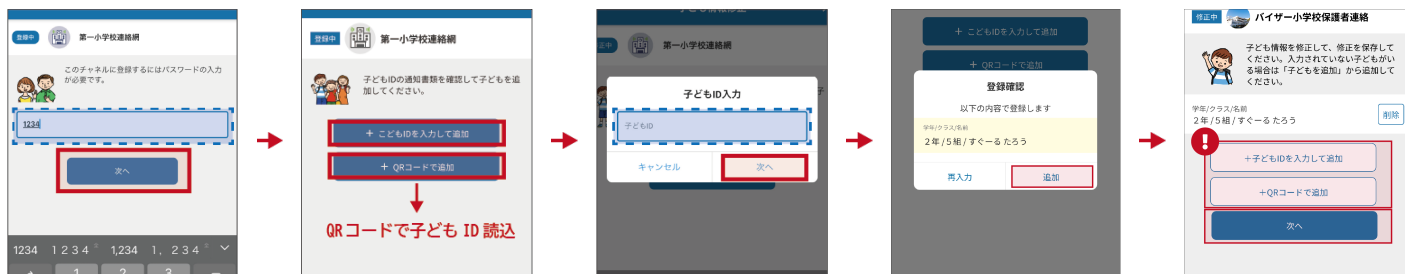 登録中 第一小学校連絡網
このチャネルに登録するにはパスワードの入力
が必要です。
1234
次へ
1234 1234 1,234 1, 234
1 2 3
登録中 第一小学校連絡網
子どもIDの通知書類を確認して子どもを追
加してください。
+ こどもIDを入力して追加
+ QRコードで追加
QRコードで子ども ID 読込
第一小学校連絡網
子どもID入力
子どもID
キャンセル 次へ
+ こどもIDを入力して追加
+ QRコードで追加
登録確認
以下の内容で登録します
学年/クラス/名前
2年/5組/すぐーる たろう
再入力 追加
修正中 バイザー小学校保護者連絡
子ども情報を修正して、修正を保存して
ください。入力されていない子どもがい
る場合は「子どもを追加」から追加して
ください。
学年/クラス/名前
2年/5組/すぐーる たろう
削除
!
+子どもIDを入力して追加
+QRコードで追加
次へ